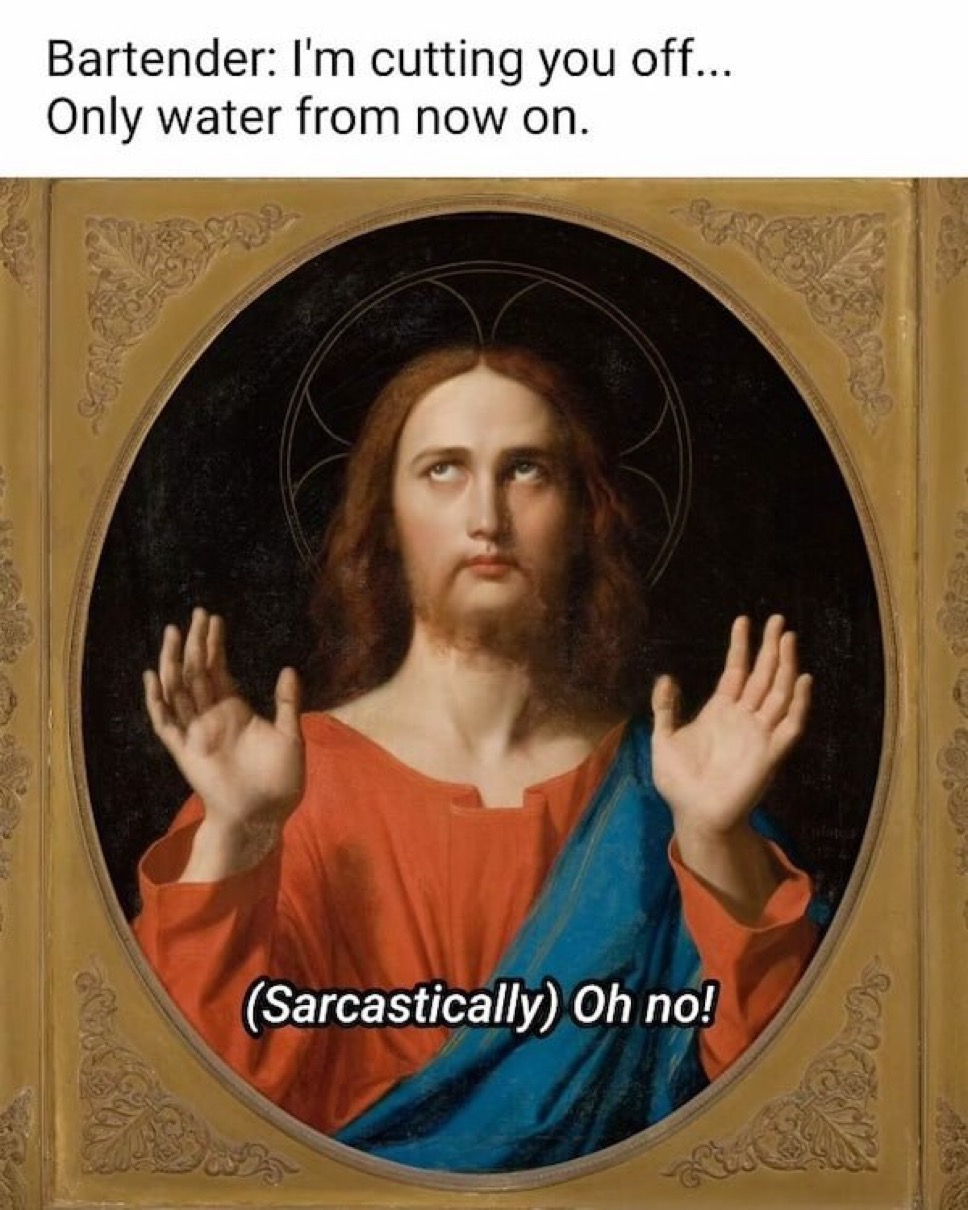 Bartender: I'm cutting you off...
Only water from now on.
(Sarcastically) Oh no!